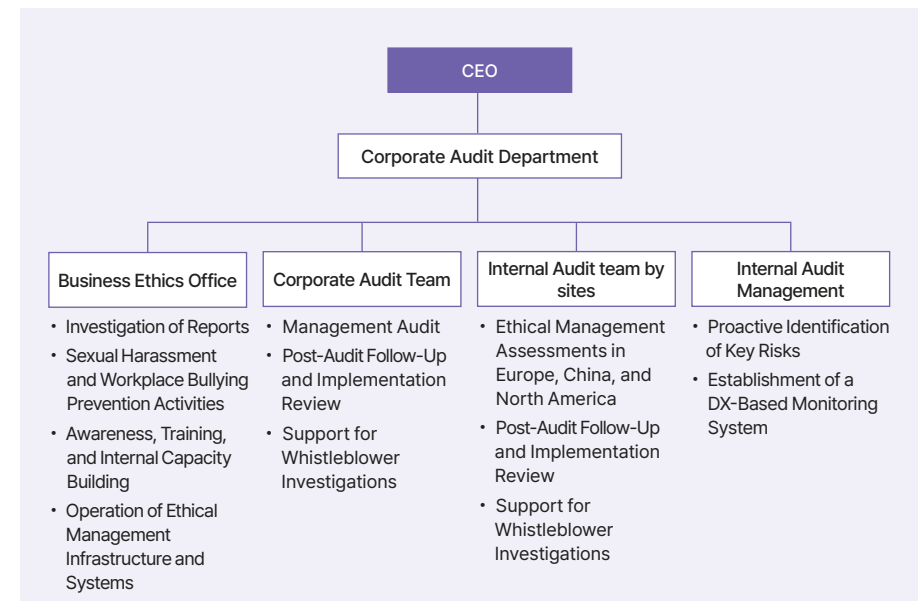 CEO
Corporate Audit Department
Business Ethics Office
• Investigation of Reports
• Sexual Harassment
and Workplace Bullying
Prevention Activities
• Awareness, Training,
and Internal Capacity
Building
• Operation of Ethical
Management
Infrastructure and
Systems
Corporate Audit Team
• Management Audit
• Post-Audit Follow-Up
and Implementation
Review
• Support for
Whistleblower
Investigations
Internal Audit team by
sites
• Ethical Management
Assessments in
Europe, China, and
North America
• Post-Audit Follow-Up
and Implementation
Review
• Support for
Whistleblower
Investigations
Internal Audit
Management
• Proactive Identification
of Key Risks
• Establishment of a
DX-Based Monitoring
System